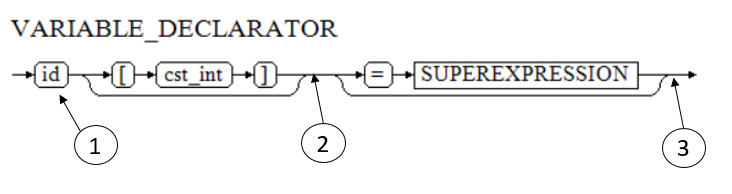 VARIABLE_DECLARATOR
id [ cst_int ] = SUPEREXPRESSION
1 2 3